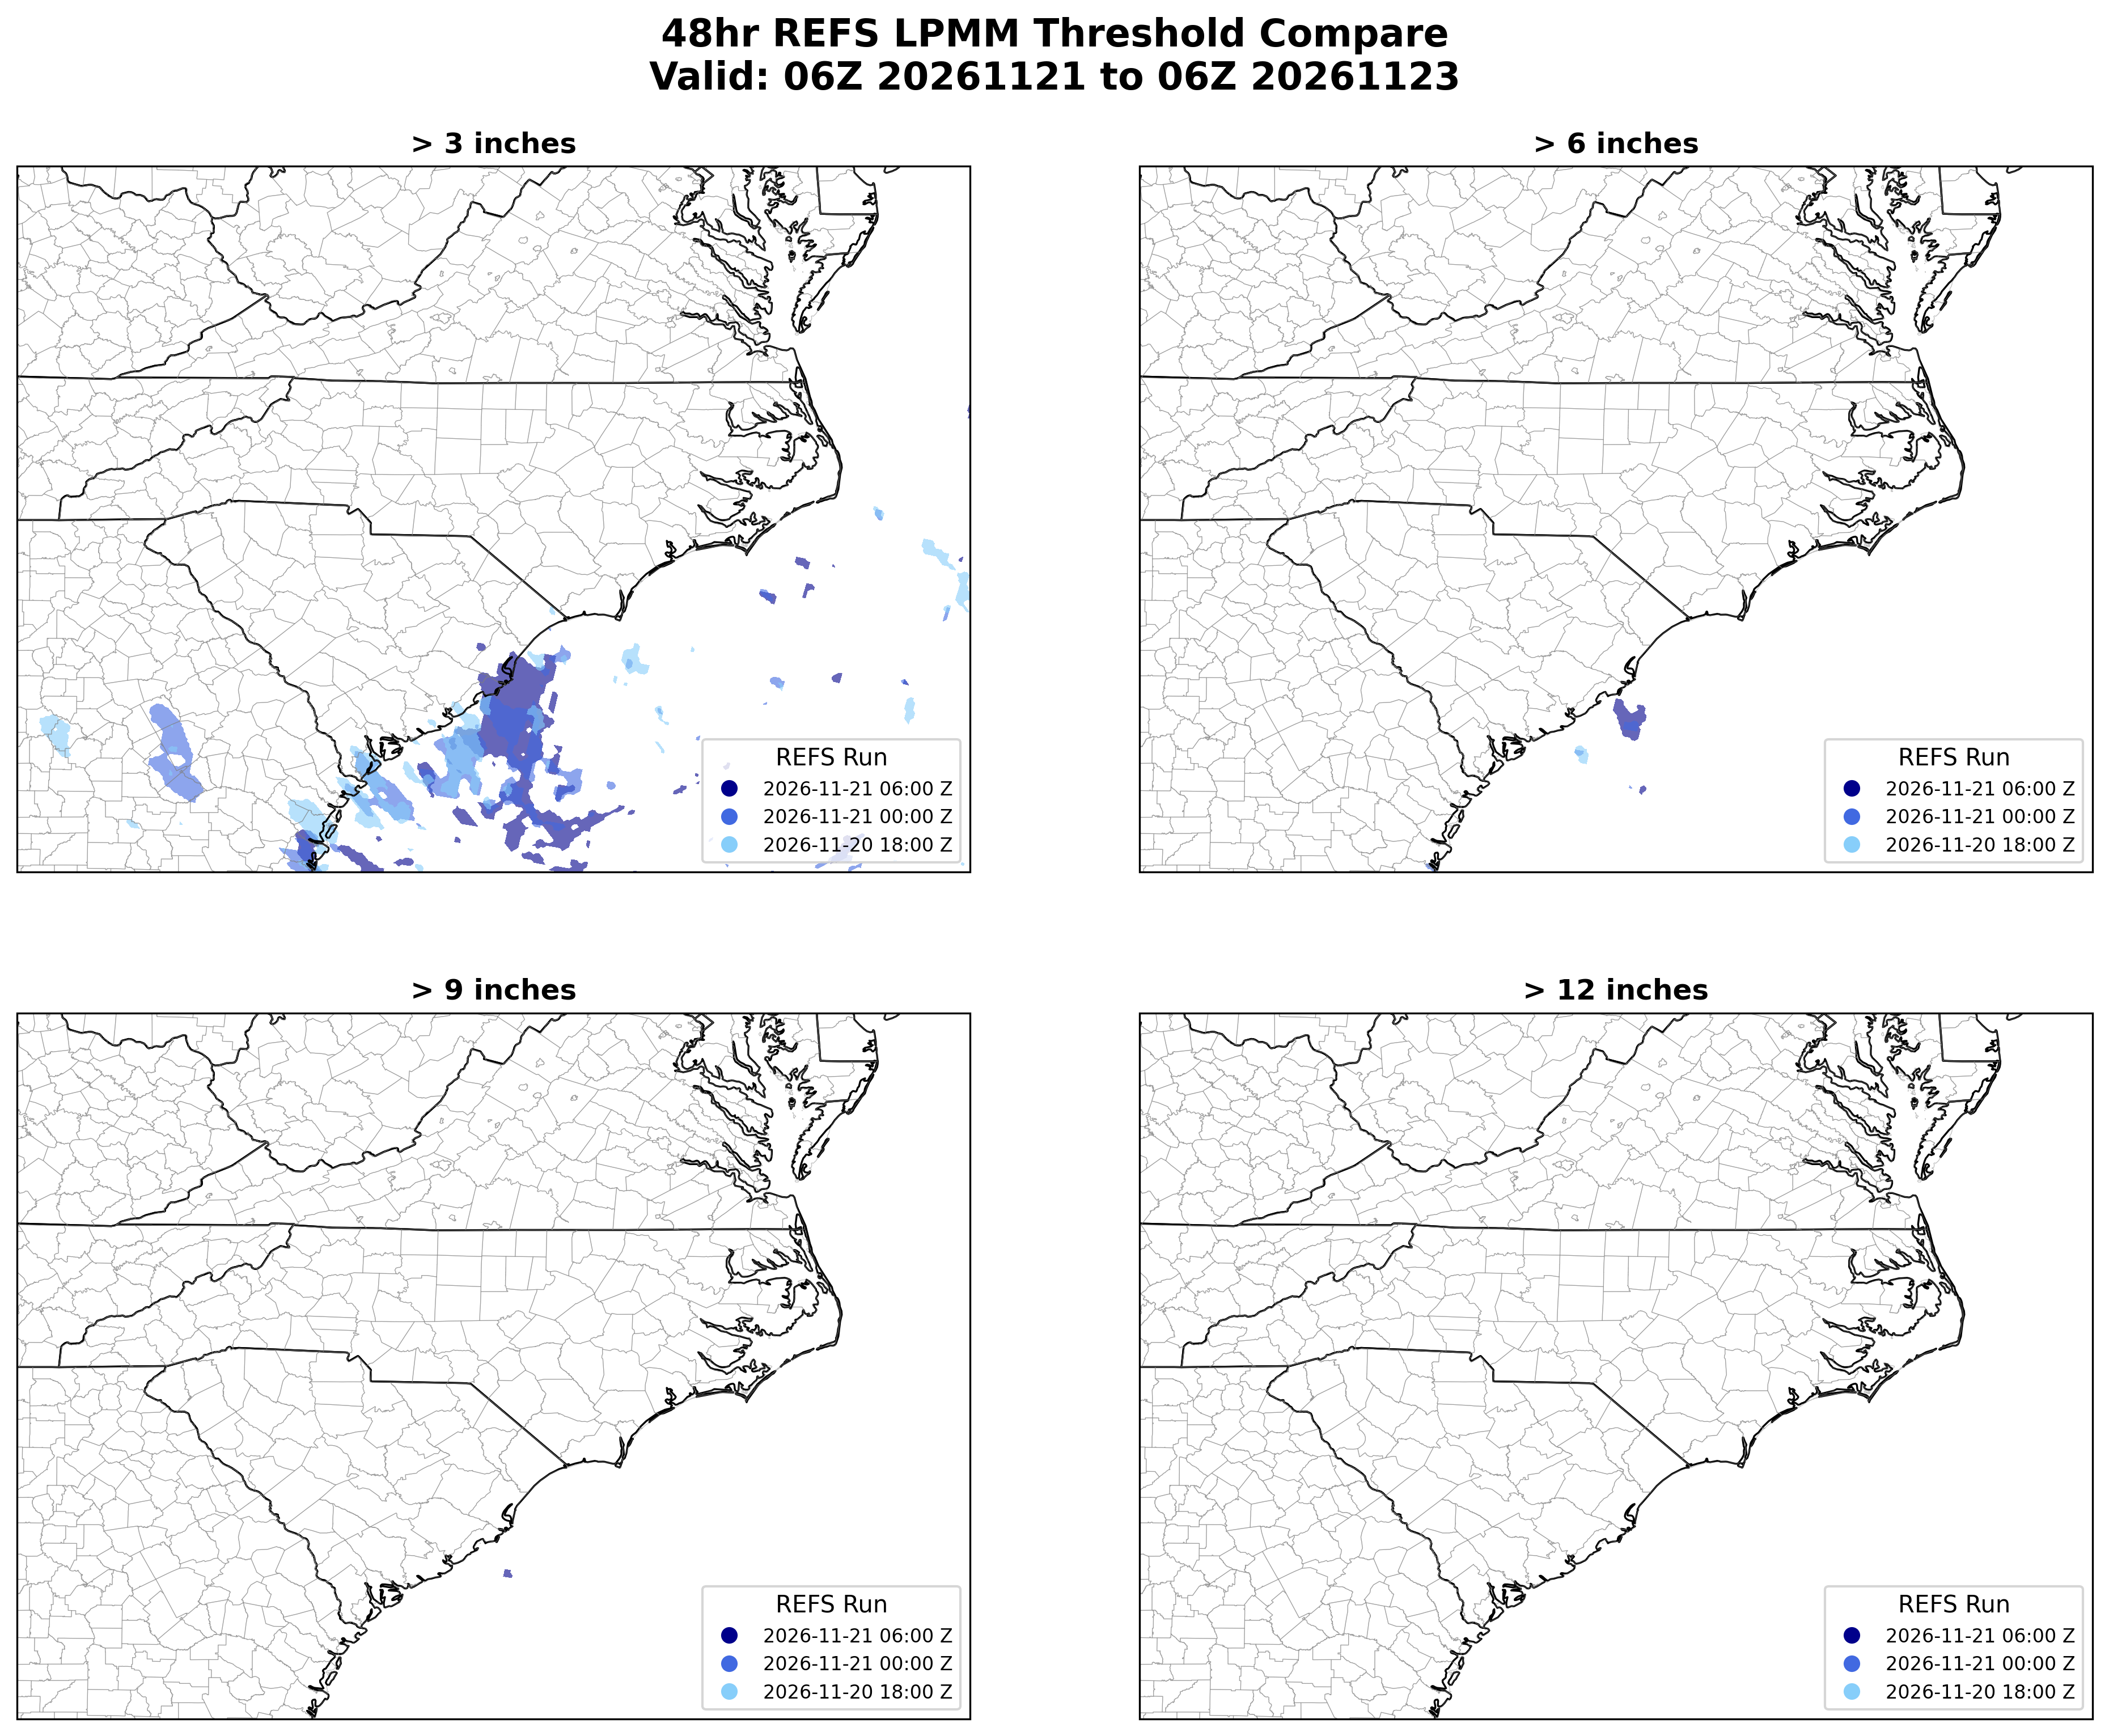 48hr REFS LPMM Threshold Compare
Valid: 06Z 20261121 to 06Z 20261123
> 3 inches
REFS Run
2026-11-21 06:00 Z
2026-11-21 00:00 Z
2026-11-20 18:00 Z
> 6 inches
REFS Run
2026-11-21 06:00 Z
2026-11-21 00:00 Z
2026-11-20 18:00 Z
> 9 inches
REFS Run
2026-11-21 06:00 Z
2026-11-21 00:00 Z
2026-11-20 18:00 Z
> 12 inches
REFS Run
2026-11-21 06:00 Z
2026-11-21 00:00 Z
2026-11-20 18:00 Z